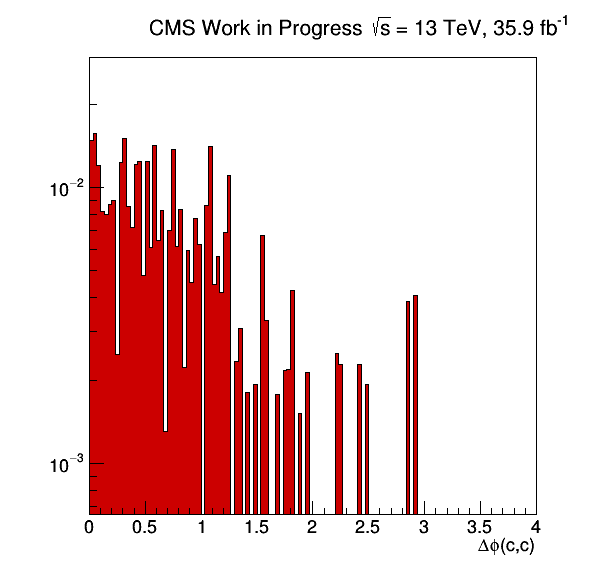 CMS Work in Progress √s = 13 TeV, 35.9 fb⁻¹
10⁻²
10⁻³
0 0.5 1 1.5 2 2.5 3 3.5 4
Δϕ(c,c)